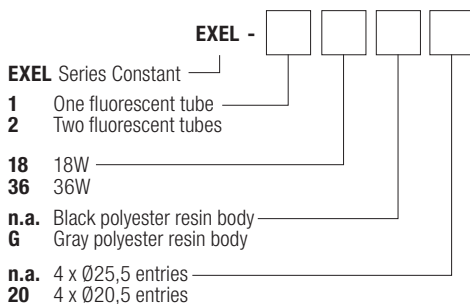 EXEL -
EXEL Series Constant
1 One fluorescent tube
2 Two fluorescent tubes
18 18W
36 36W
n.a. Black polyester resin body
G Gray polyester resin body
n.a. 4 x Ø25,5 entries
20 4 x Ø20,5 entries